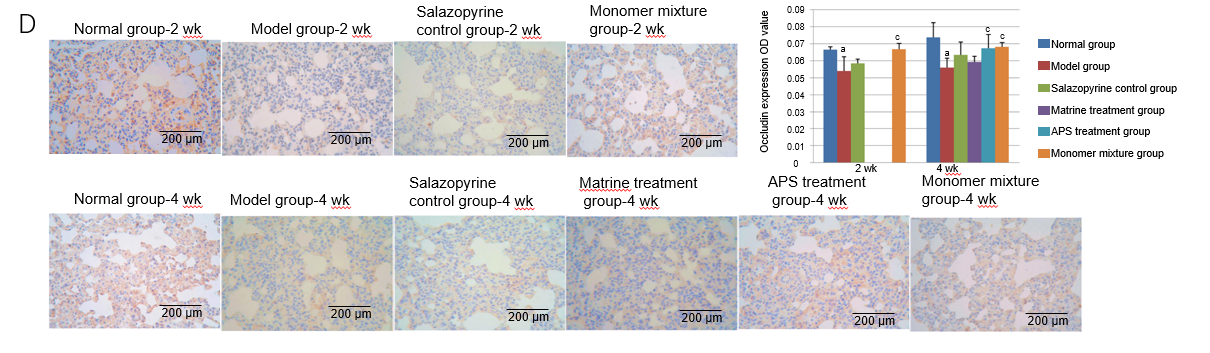 D
Normal group-2 wk
Model group-2 wk
Salazopyrine
control group-2 wk
Monomer mixture
group-2 wk
200 µm
200 µm
200 µm
200 µm
Occludin expression OD value
0.09
0.08
0.07
0.06
0.05
0.04
0.03
0.02
0.01
0
a
c
a
c
c
2 wk
4 wk
Normal group
Model group
Salazopyrine control group
Matrine treatment group
APS treatment group
Monomer mixture group
Normal group-4 wk
Model group-4 wk
Salazopyrine
control group-4 wk
Matrine treatment
group-4 wk
APS treatment
group-4 wk
Monomer mixture
group-4 wk
200 µm
200 µm
200 µm
200 µm
200 µm
200 µm